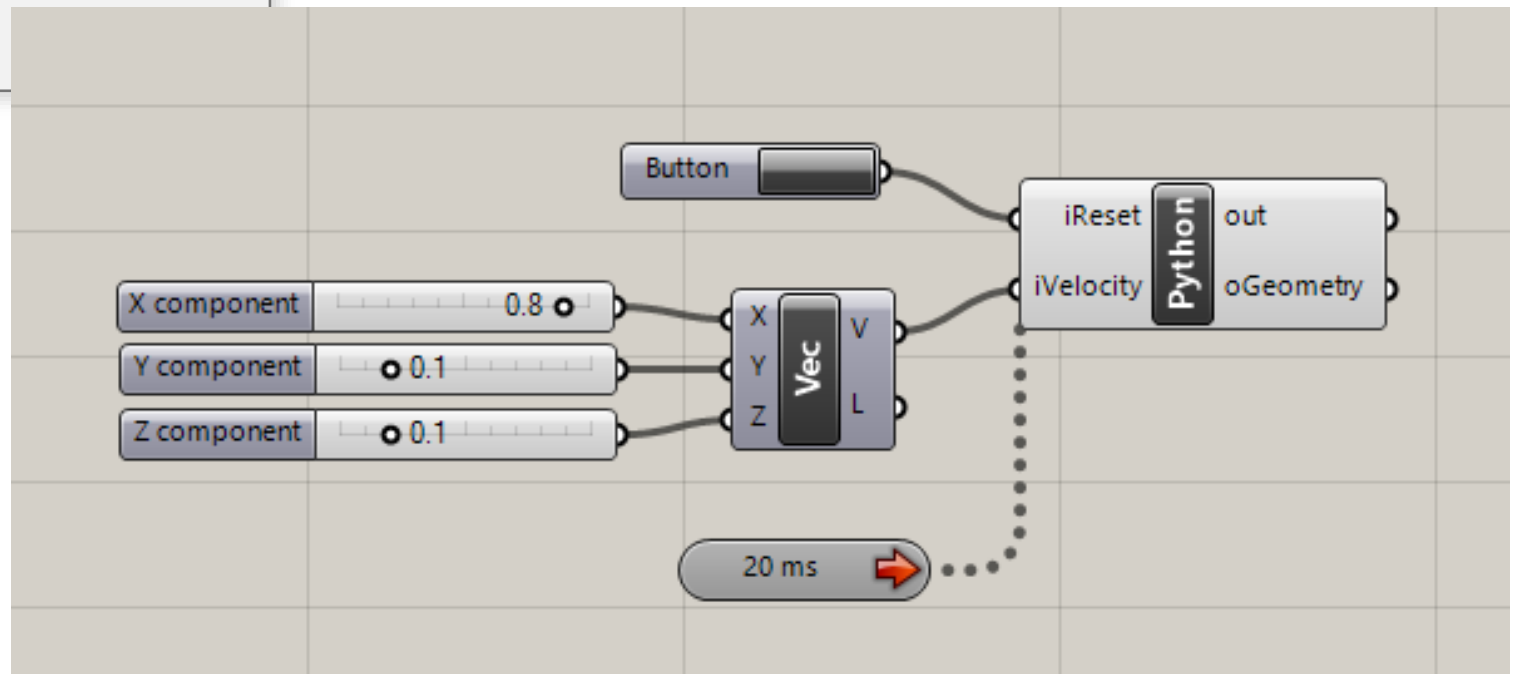 Button
iReset
Python
out
iVelocity
oGeometry
X component 0.8
Y component 0.1
Z component 0.1
X
Y
Z
Vec
V
L
20 ms